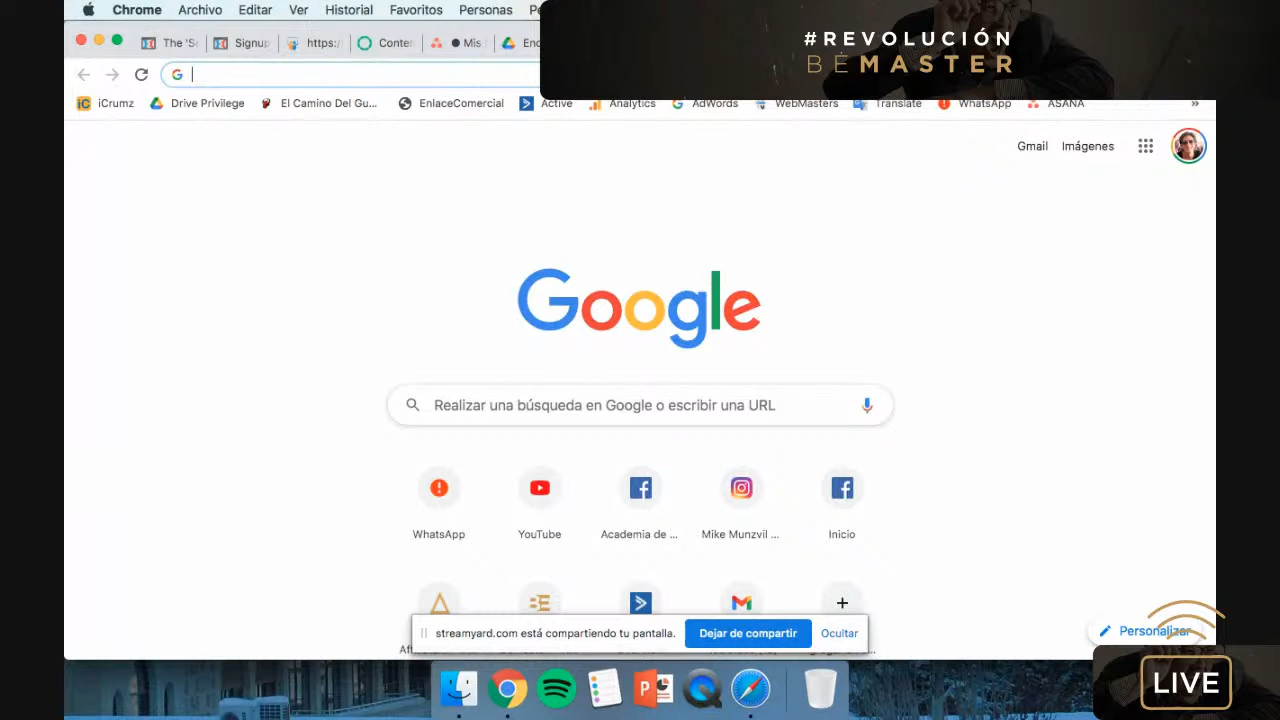 Chrome Archivo Editar Ver Historial Favoritos Personas
#REVOLUCIÓN
BÉMASTER
The 'S Signup https:/ Conter Mis
iCrumz Drive Privilege El Camino Del Gu... EnlaceComercial Active Analytics AdWords WebMasters Translate WhatsApp ASANA »
Gmail Imágenes
Google
Realizar una búsqueda en Google o escribir una URL
WhatsApp YouTube Academia de ... Mike Munzvil ... Inicio
streamyard.com está compartiendo tu pantalla. Dejar de compartir Ocultar
Personalizar
LIVE